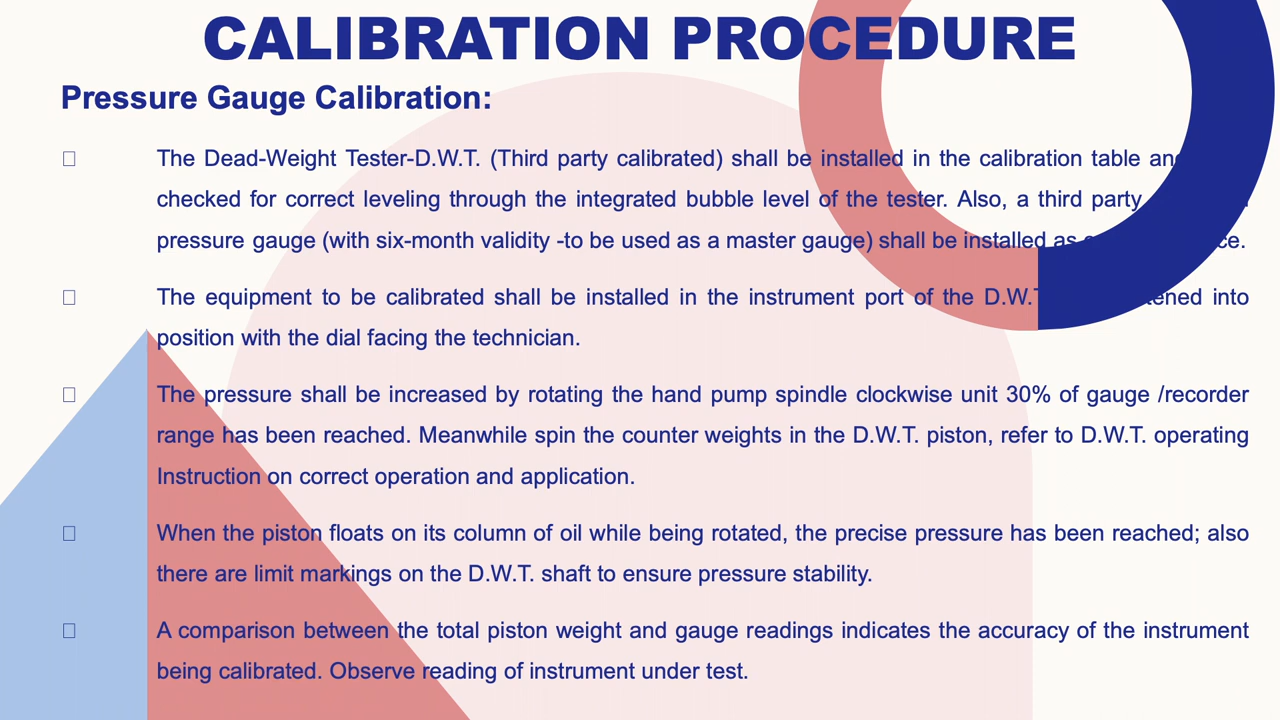 CALIBRATION PROCEDURE
Pressure Gauge Calibration:
The Dead-Weight Tester-D.W.T. (Third party calibrated) shall be installed in the calibration table and
checked for correct leveling through the integrated bubble level of the tester. Also, a third party
pressure gauge (with six-month validity -to be used as a master gauge) shall be installed as
The equipment to be calibrated shall be installed in the instrument port of the D.W.T. into
position with the dial facing the technician.
The pressure shall be increased by rotating the hand pump spindle clockwise unit 30% of gauge /recorder
range has been reached. Meanwhile spin the counter weights in the D.W.T. piston, refer to D.W.T. operating
Instruction on correct operation and application.
When the piston floats on its column of oil while being rotated, the precise pressure has been reached; also
there are limit markings on the D.W.T. shaft to ensure pressure stability.
A comparison between the total piston weight and gauge readings indicates the accuracy of the instrument
being calibrated. Observe reading of instrument under test.